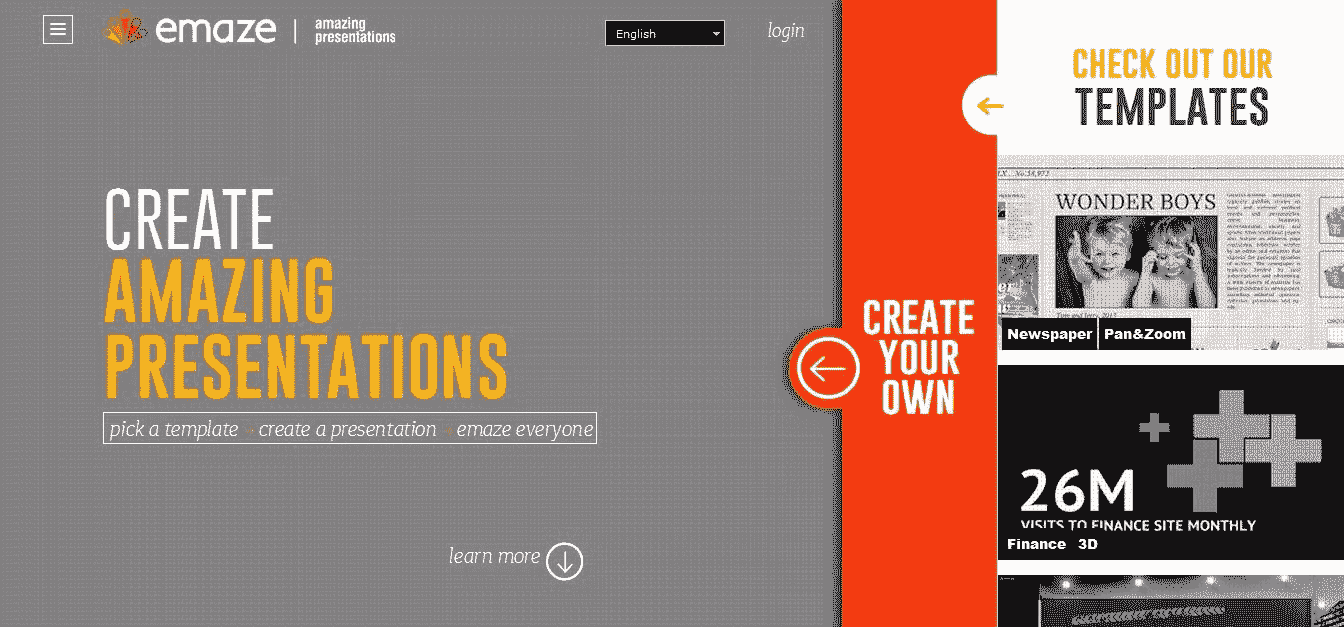 emaze
amazing
presentations
English
login
CREATE
AMAZING
PRESENTATIONS
pick a template
create a presentation
emaze everyone
learn more
CREATE
YOUR
OWN
CHECK OUT OUR
TEMPLATES
WONDER BOYS
Newspaper
Pan&Zoom
26M
VISITS TO FINANCE SITE MONTHLY
Finance
3D